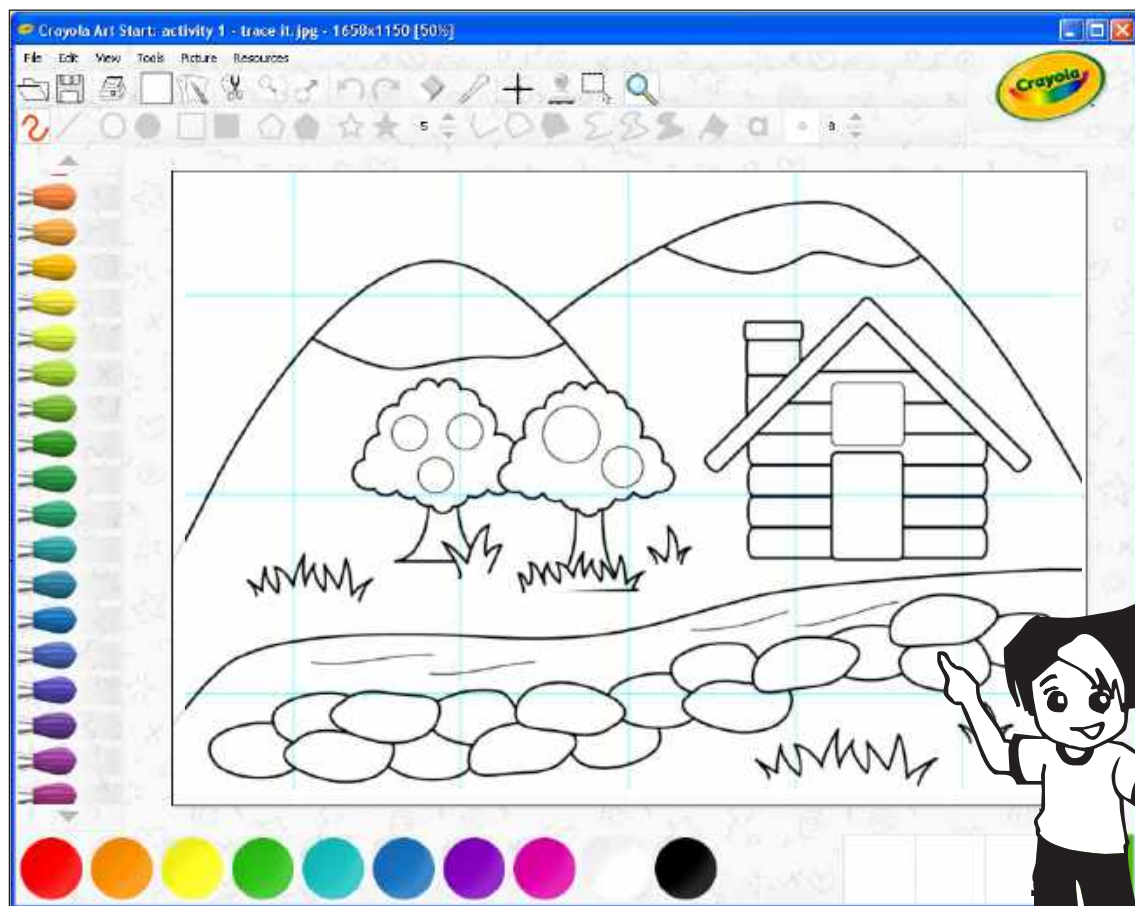 Crayola Art Start: activity 1 - trace it.jpg - 1658x1150 [50%]
File Edit View Tools Picture Resources
Crayola
5 a 8